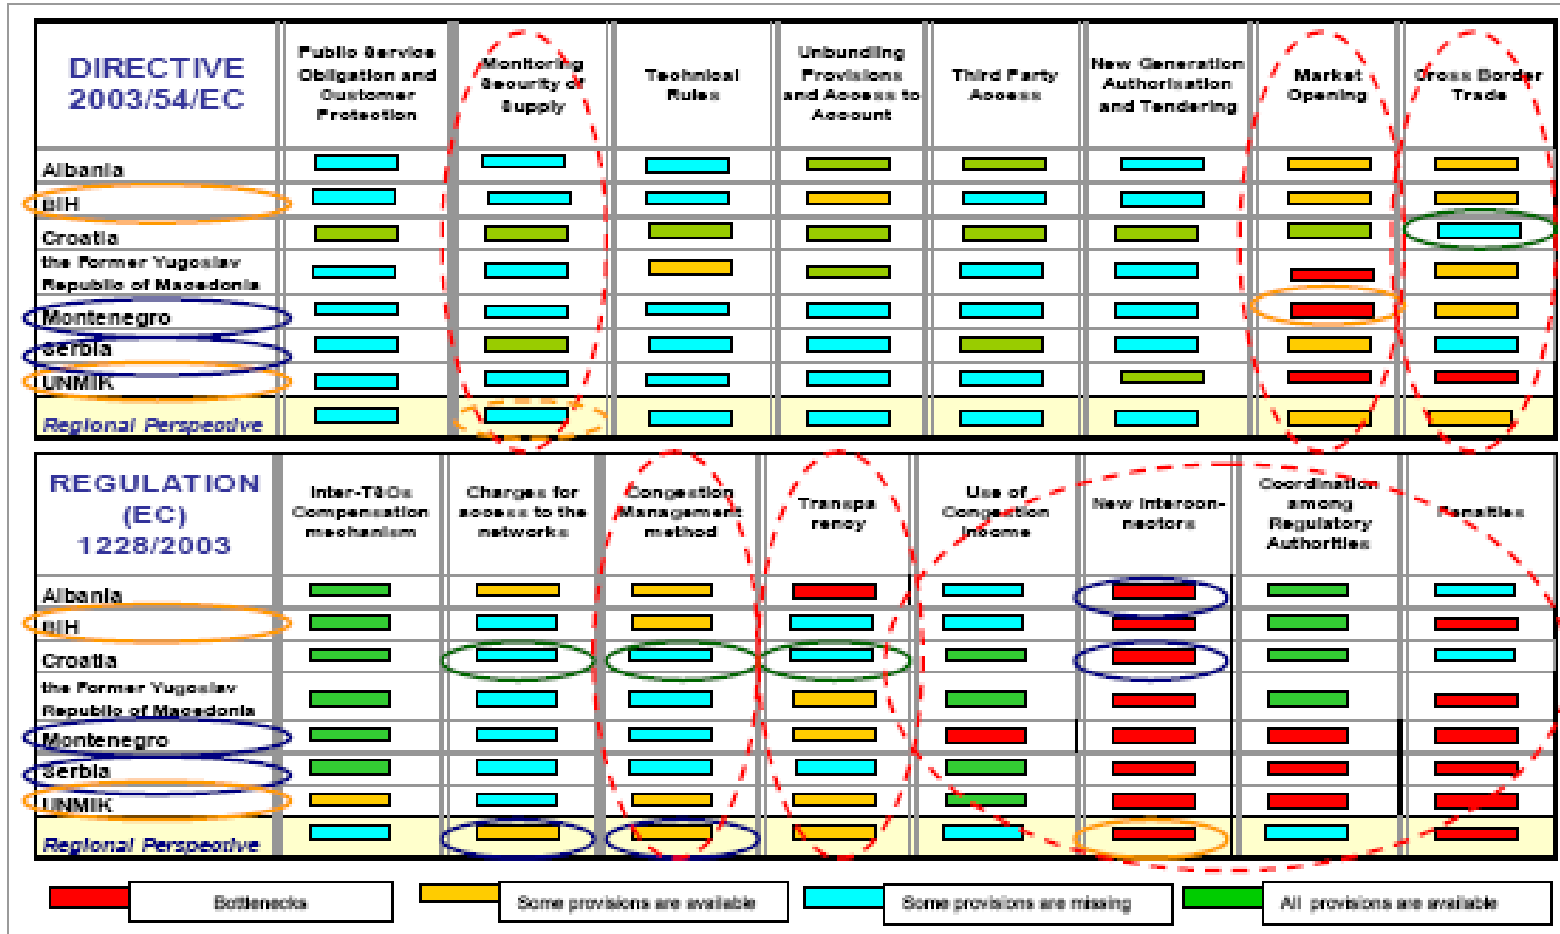 DIRECTIVE
2003/54/EC
Public Service
Obligation and
Customer
Protection
Monitoring
Security of
Supply
Technical
Rules
Unbundling
Provisions
and Access to
Account
Third Party
Access
New Generation
Authorisation
and Tendering
Market
Opening
Cross Border
Trade
Albania
BIH
Croatia
the Former Yugoslav
Republic of Macedonia
Montenegro
Serbia
UNMIK
Regional Perspective
REGULATION
(EC)
1228/2003
Inter-TSOs
Compensation
mechanism
Charges for
access to the
networks
Congestion
Management
method
Transpa
rency
Use of
Congestion
Income
New Intercon-
nectors
Coordination
among
Regulatory
Authorities
Penalties
Albania
BIH
Croatia
the Former Yugoslav
Republic of Macedonia
Montenegro
Serbia
UNMIK
Regional Perspective
Bottlenecks
Some provisions are available
Some provisions are missing
All provisions are available